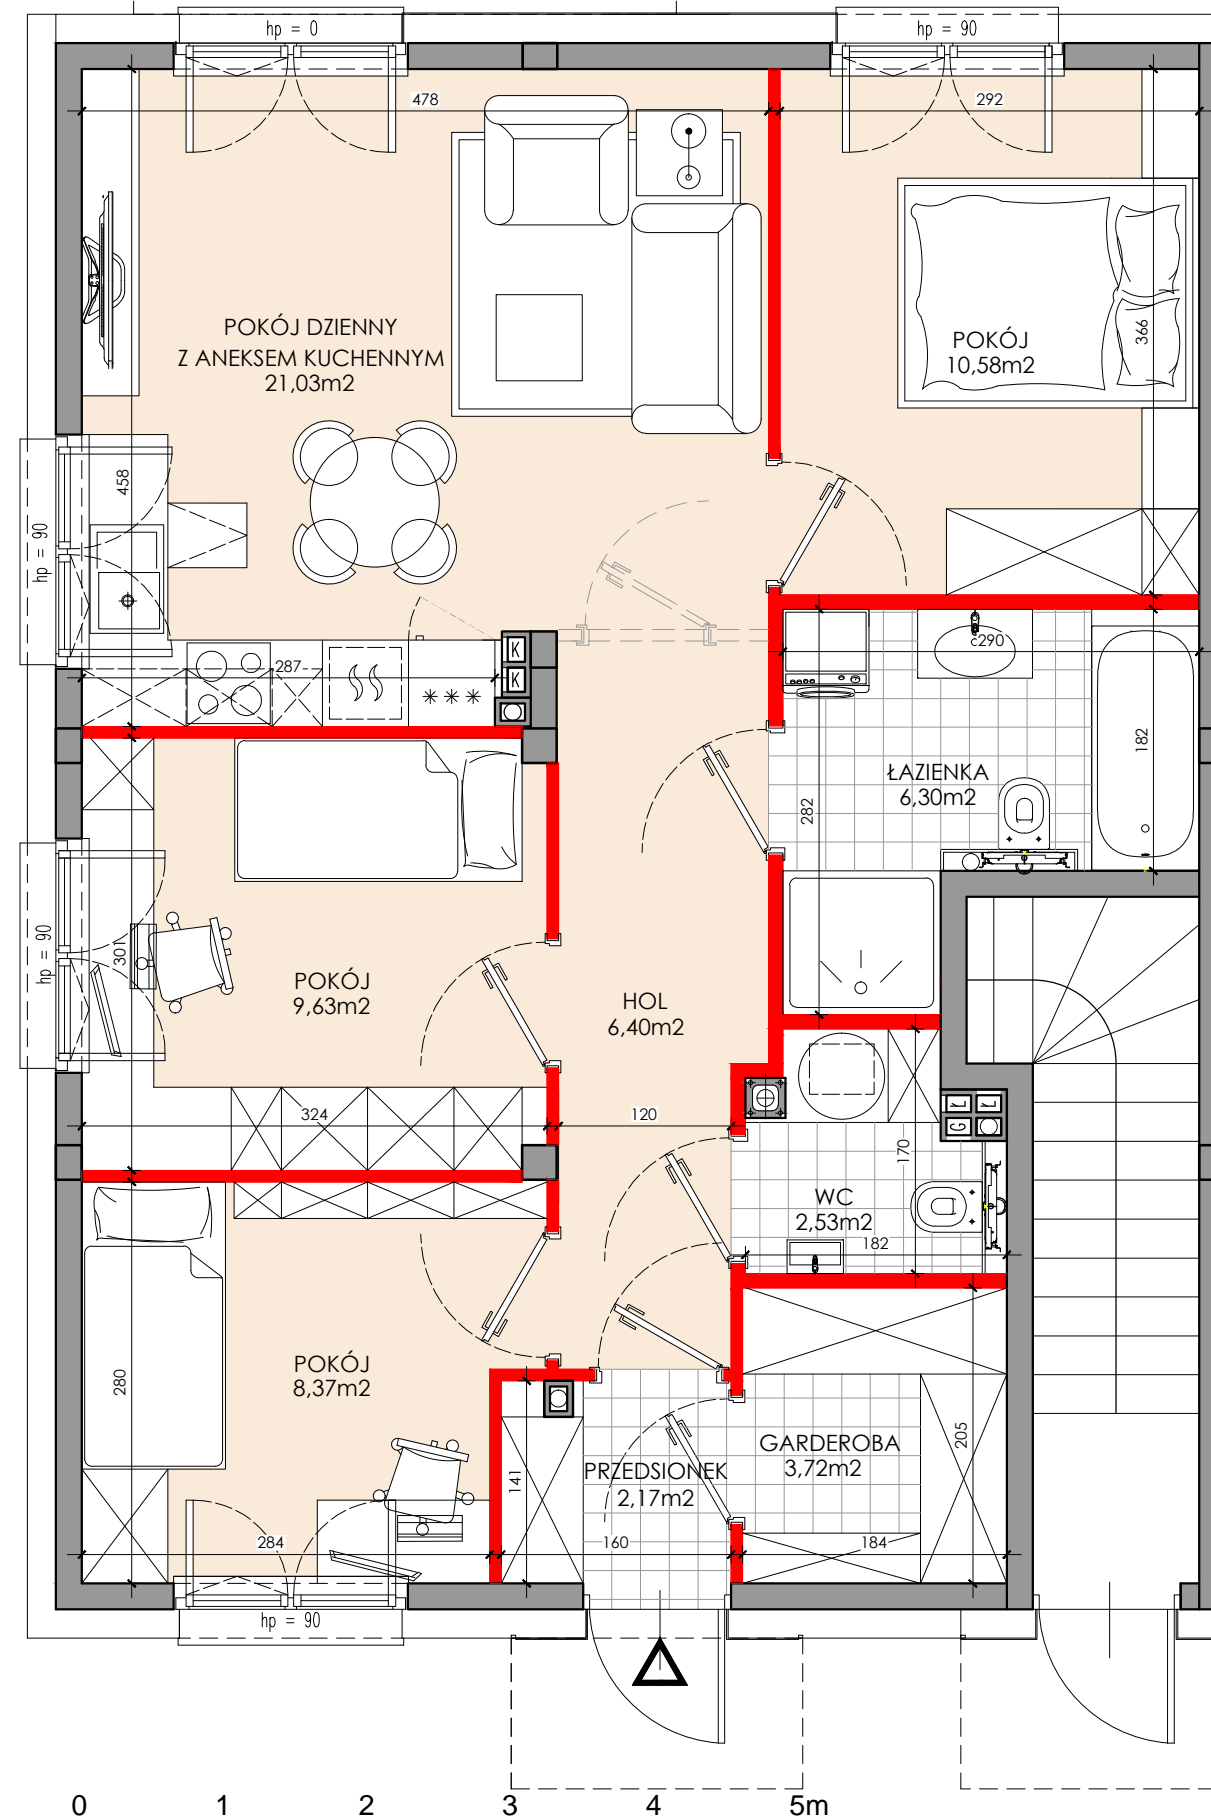 hp = 0
hp = 90
478
292
POKÓJ DZIENNY
Z ANEKSEM KUCHENNYM
21,03m2
POKÓJ
10,58m2
366
458
hp = 90
287
K
K
c290
182
ŁAZIENKA
6,30m2
282
301
hp = 90
POKÓJ
9,63m2
HOL
6,40m2
324
120
Ł
Ł
G
170
WC
2,53m2
182
POKÓJ
8,37m2
280
141
PRZEDSIONEK
2,17m2
GARDEROBA
3,72m2
205
284
160
184
hp = 90
0 1 2 3 4 5m